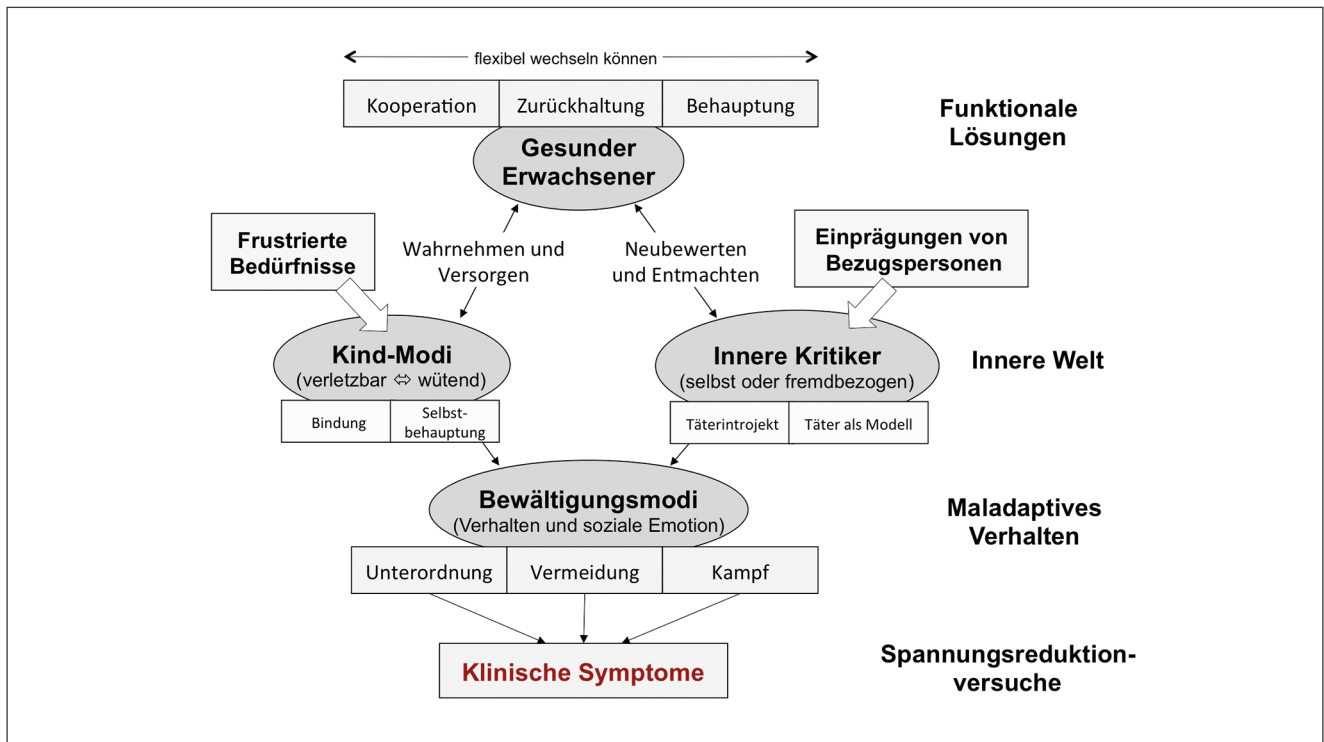 flexibel wechseln können
Kooperation Zurückhaltung Behauptung
Funktionale
Lösungen
Gesunder
Erwachsener
Frustrierte
Bedürfnisse
Wahrnehmen und
Versorgen
Neubewerten
und Entmachten
Einprägungen von
Bezugspersonen
Kind-Modi
(verletzbar ⬄ wütend)
Innere Kritiker
(selbst oder fremdbezogen)
Innere Welt
Bindung
Selbst-
behauptung
Täterintrojekt Täter als Modell
Bewältigungsmodi
(Verhalten und soziale Emotion)
Maladaptives
Verhalten
Unterordnung Vermeidung Kampf
Klinische Symptome
Spannungsreduktion-
versuche